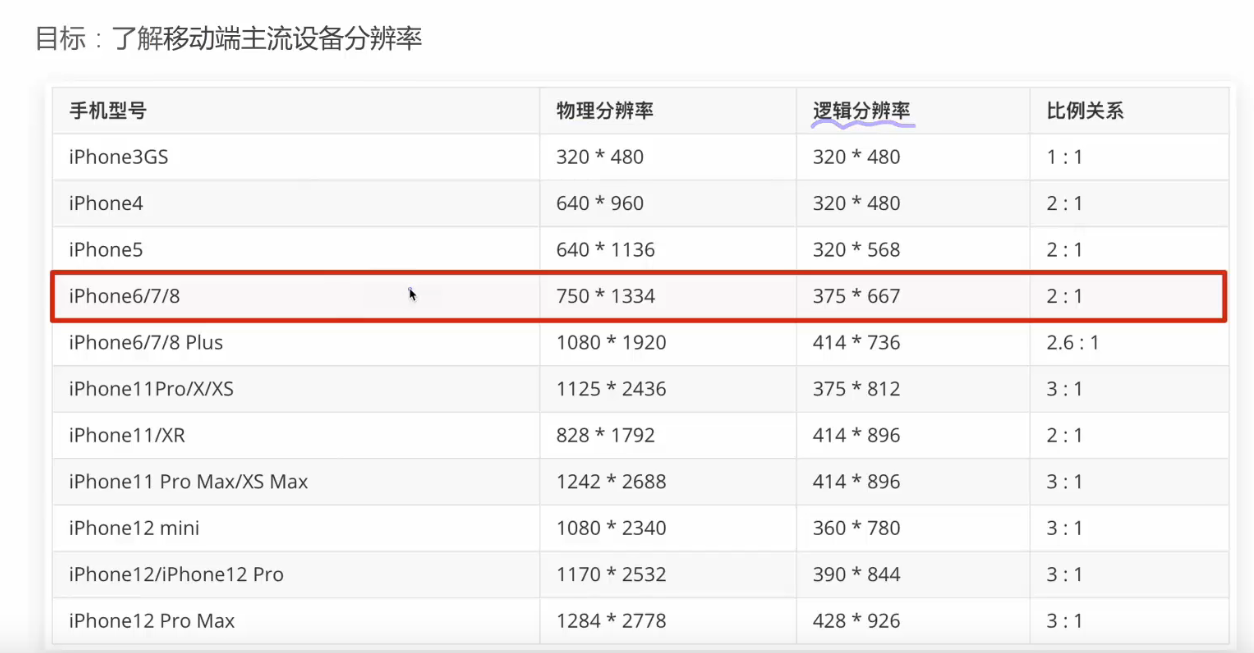 目标：了解移动端主流设备分辨率
手机型号 物理分辨率 逻辑分辨率 比例关系
iPhone3GS 320 * 480 320 * 480 1 : 1
iPhone4 640 * 960 320 * 480 2 : 1
iPhone5 640 * 1136 320 * 568 2 : 1
iPhone6/7/8 750 * 1334 375 * 667 2 : 1
iPhone6/7/8 Plus 1080 * 1920 414 * 736 2.6 : 1
iPhone11Pro/X/XS 1125 * 2436 375 * 812 3 : 1
iPhone11/XR 828 * 1792 414 * 896 2 : 1
iPhone11 Pro Max/XS Max 1242 * 2688 414 * 896 3 : 1
iPhone12 mini 1080 * 2340 360 * 780 3 : 1
iPhone12/iPhone12 Pro 1170 * 2532 390 * 844 3 : 1
iPhone12 Pro Max 1284 * 2778 428 * 926 3 : 1